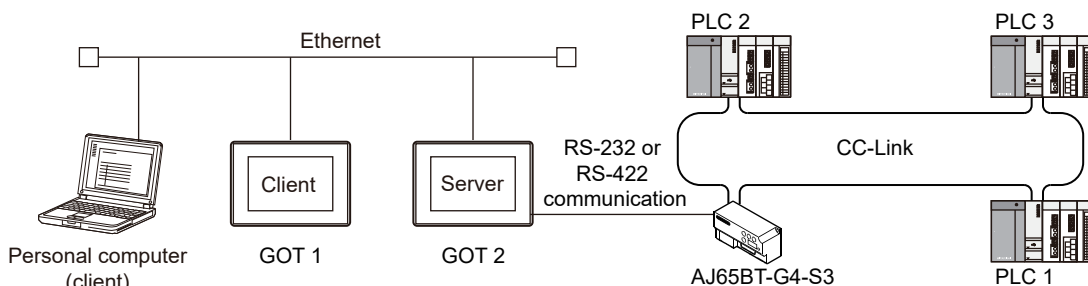 PLC 2
PLC 3
Ethernet
RS-232 or
RS-422
communication
CC-Link
Client
Server
Personal computer
(client)
GOT 1
GOT 2
AJ65BT-G4-S3
PLC 1